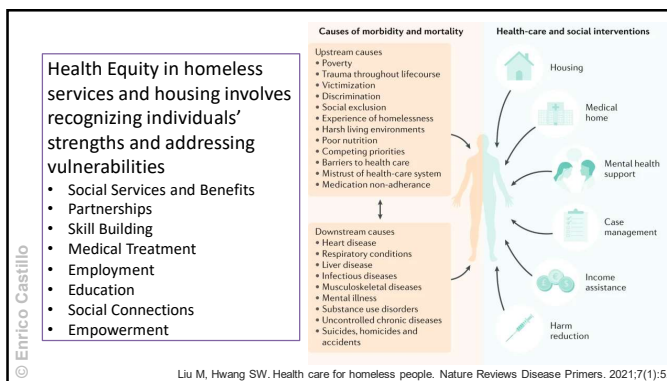 Health Equity in homeless
services and housing involves
recognizing individuals'
strengths and addressing
vulnerabilities
• Social Services and Benefits
• Partnerships
• Skill Building
• Medical Treatment
• Employment
• Education
• Social Connections
• Empowerment
© Enrico Castillo
Causes of morbidity and mortality
Upstream causes
• Poverty
• Trauma throughout lifecourse
• Victimization
• Discrimination
• Social exclusion
• Experience of homelessness
• Harsh living environments
• Poor nutrition
• Competing priorities
• Barriers to health care
• Mistrust of health-care system
• Medication non-adherence
Downstream causes
• Heart disease
• Respiratory conditions
• Liver disease
• Infectious diseases
• Musculoskeletal diseases
• Mental illness
• Substance use disorders
• Uncontrolled chronic diseases
• Suicides, homicides and
accidents
Health-care and social interventions
Housing
Medical
home
Mental health
support
Case
management
Income
assistance
Harm
reduction
Liu M, Hwang SW. Health care for homeless people. Nature Reviews Disease Primers. 2021;7(1):5.